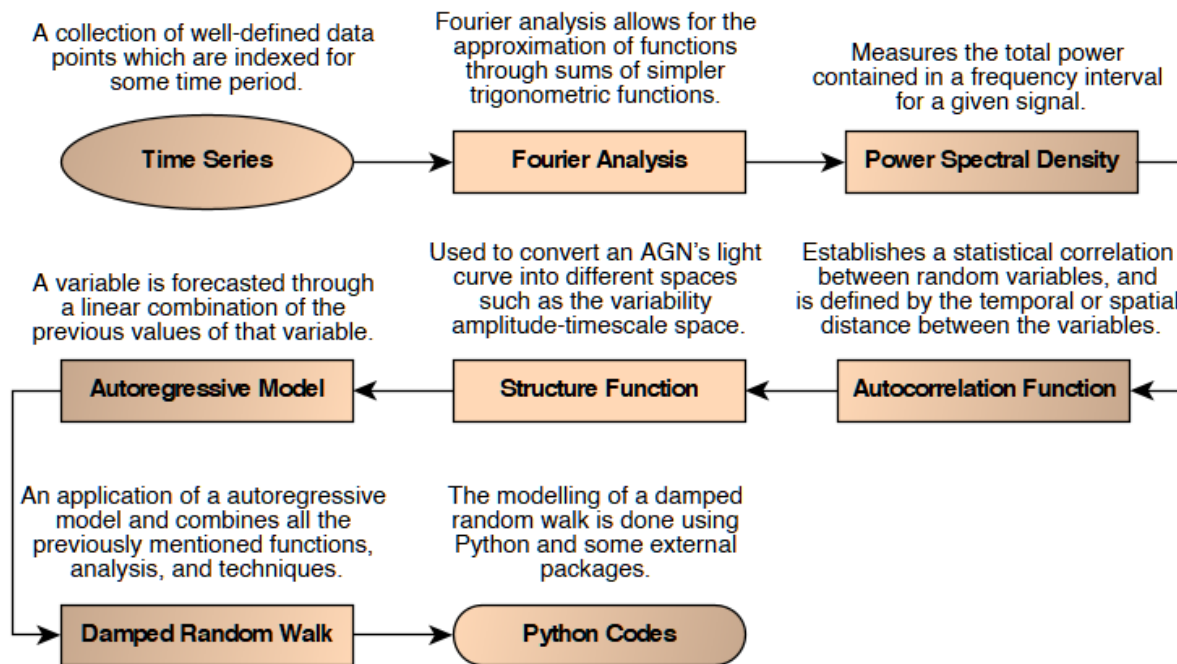 A collection of well-defined data
points which are indexed for
some time period.
Time Series
Fourier analysis allows for the
approximation of functions
through sums of simpler
trigonometric functions.
Fourier Analysis
Measures the total power
contained in a frequency interval
for a given signal.
Power Spectral Density
Establishes a statistical correlation
between random variables, and
is defined by the temporal or spatial
distance between the variables.
Autocorrelation Function
Used to convert an AGN's light
curve into different spaces
such as the variability
amplitude-timescale space.
Structure Function
A variable is forecasted through
a linear combination of the
previous values of that variable.
Autoregressive Model
An application of a autoregressive
model and combines all the
previously mentioned functions,
analysis, and techniques.
Damped Random Walk
The modelling of a damped
random walk is done using
Python and some external
packages.
Python Codes